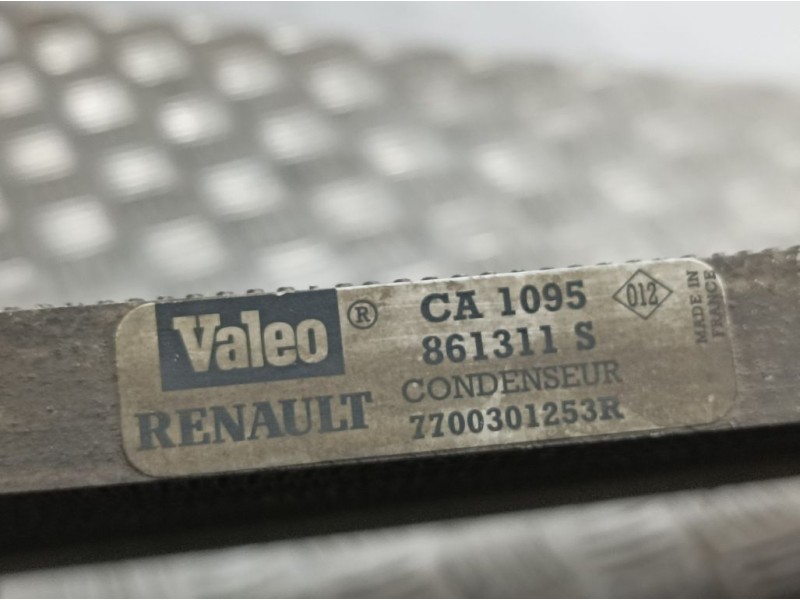 Valeo ®
RENAULT
CA 1095
861311 S
CONDENSEUR
7700301253R
012
MADE IN
FRANCE